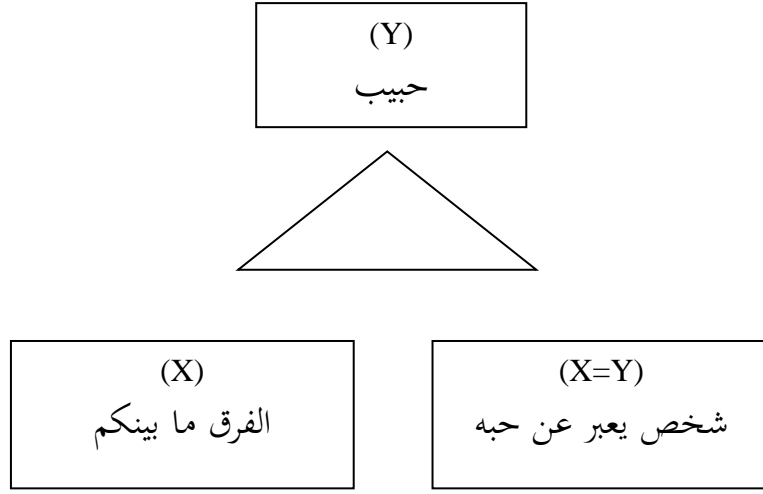 (Y)
حبيب
(X)
الفرق ما بينكم
(X=Y)
شخص يعبر عن حبه